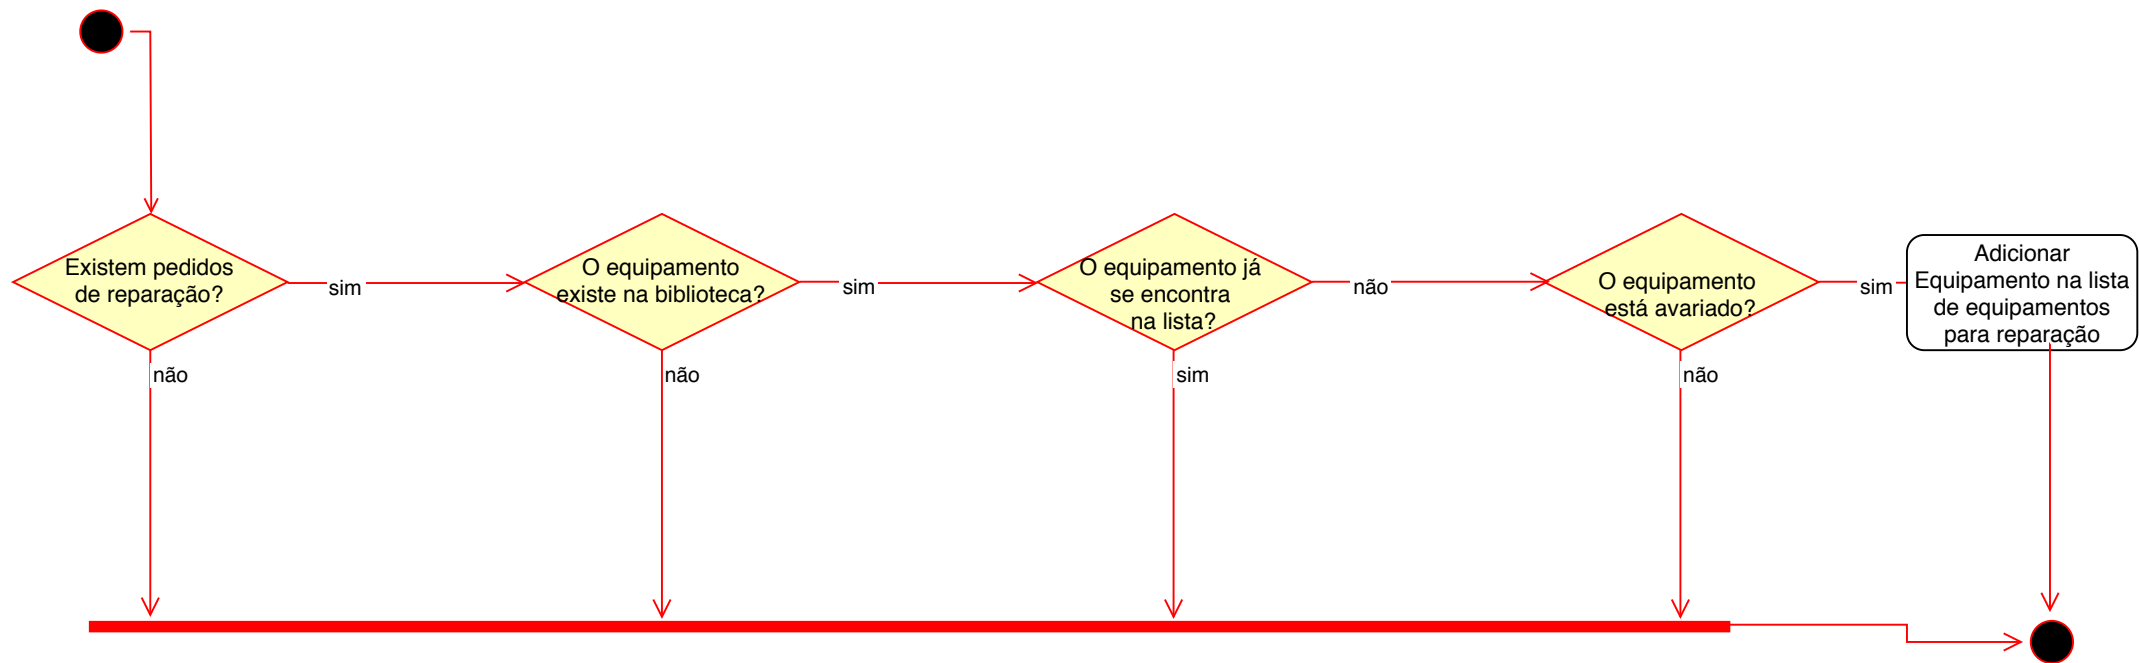 Existem pedidos
de reparação?
sim
não
O equipamento
existe na biblioteca?
sim
não
O equipamento já
se encontra
na lista?
não
sim
O equipamento
está avariado?
sim
não
Adicionar
Equipamento na lista
de equipamentos
para reparação